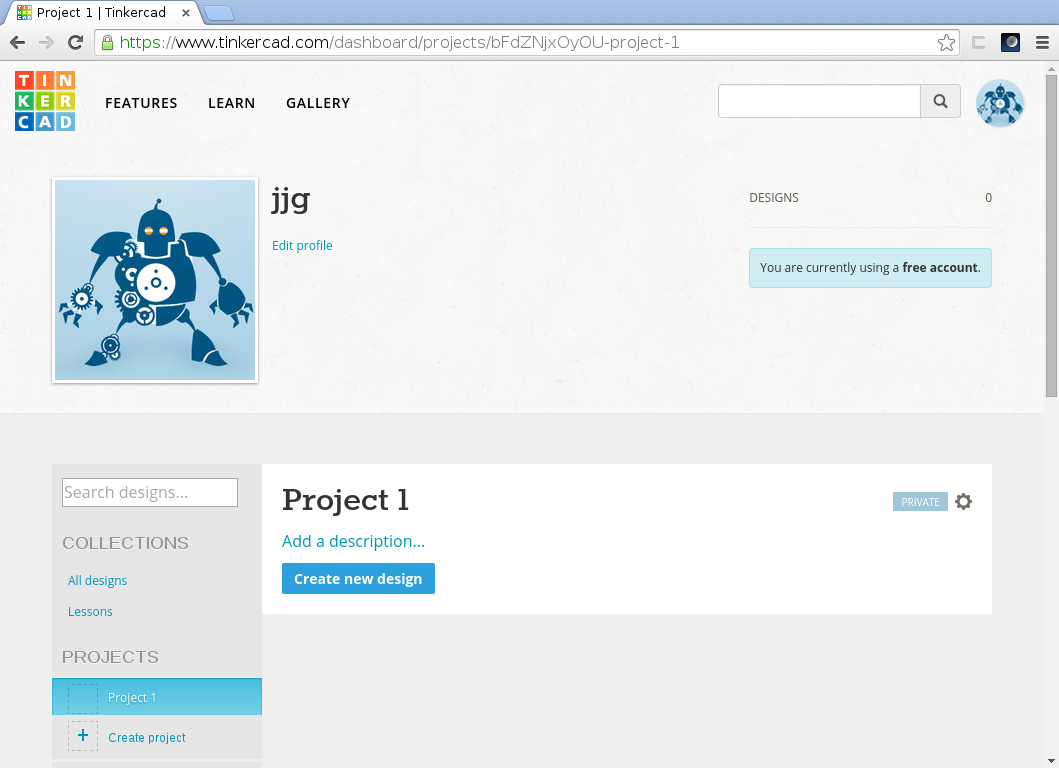 Project 1 | Tinkercad
https://www.tinkercad.com/dashboard/projects/bFdZNjxOyOU-project-1
TIN
KER
CAD
FEATURES LEARN GALLERY
jjg
Edit profile
DESIGNS 0
You are currently using a free account.
Search designs...
COLLECTIONS
All designs
Lessons
PROJECTS
Project 1
+ Create project
Project 1
PRIVATE
Add a description...
Create new design